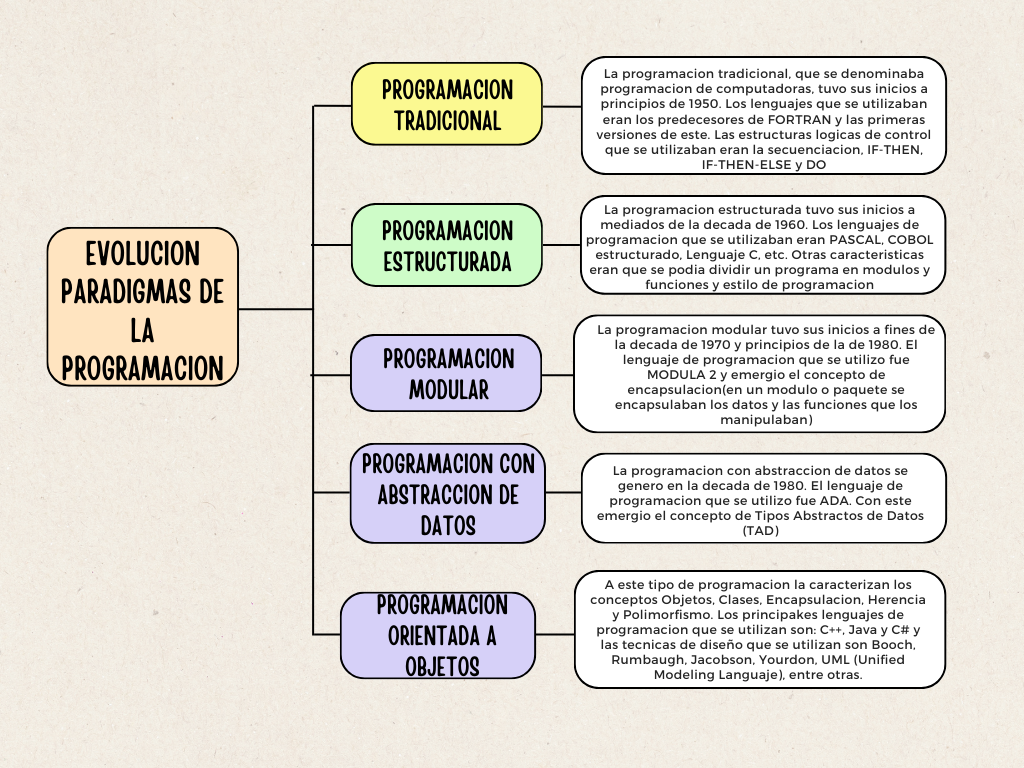 EVOLUCION
PARADIGMAS DE
LA
PROGRAMACION
PROGRAMACION
TRADICIONAL
La programacion tradicional, que se denominaba
programacion de computadoras, tuvo sus inicios a
principios de 1950. Los lenguajes que se utilizaban
eran los predecesores de FORTRAN y las primeras
versiones de este. Las estructuras logicas de control
que se utilizaban eran la secuenciacion, IF-THEN,
IF-THEN-ELSE y DO
PROGRAMACION
ESTRUCTURADA
La programacion estructurada tuvo sus inicios a
mediados de la decada de 1960. Los lenguajes de
programacion que se utilizaban eran PASCAL, COBOL
estructurado, Lenguaje C, etc. Otras caracteristicas
eran que se podia dividir un programa en modulos y
funciones y estilo de programacion
PROGRAMACION
MODULAR
La programacion modular tuvo sus inicios a fines de
la decada de 1970 y principios de la de 1980. El
lenguaje de programacion que se utilizo fue
MODULA 2 y emergio el concepto de
encapsulacion(en un modulo o paquete se
encapsulaban los datos y las funciones que los
manipulaban)
PROGRAMACION CON
ABSTRACCION DE
DATOS
La programacion con abstraccion de datos se
genero en la decada de 1980. El lenguaje de
programacion que se utilizo fue ADA. Con este
emergio el concepto de Tipos Abstractos de Datos
(TAD)
PROGRAMACION
ORIENTADA A
OBJETOS
A este tipo de programacion la caracterizan los
conceptos Objetos, Clases, Encapsulacion, Herencia
y Polimorfismo. Los principakes lenguajes de
programacion que se utilizan son: C++, Java y C# y
las tecnicas de diseño que se utilizan son Booch,
Rumbaugh, Jacobson, Yourdon, UML (Unified
Modeling Languaje), entre otras.